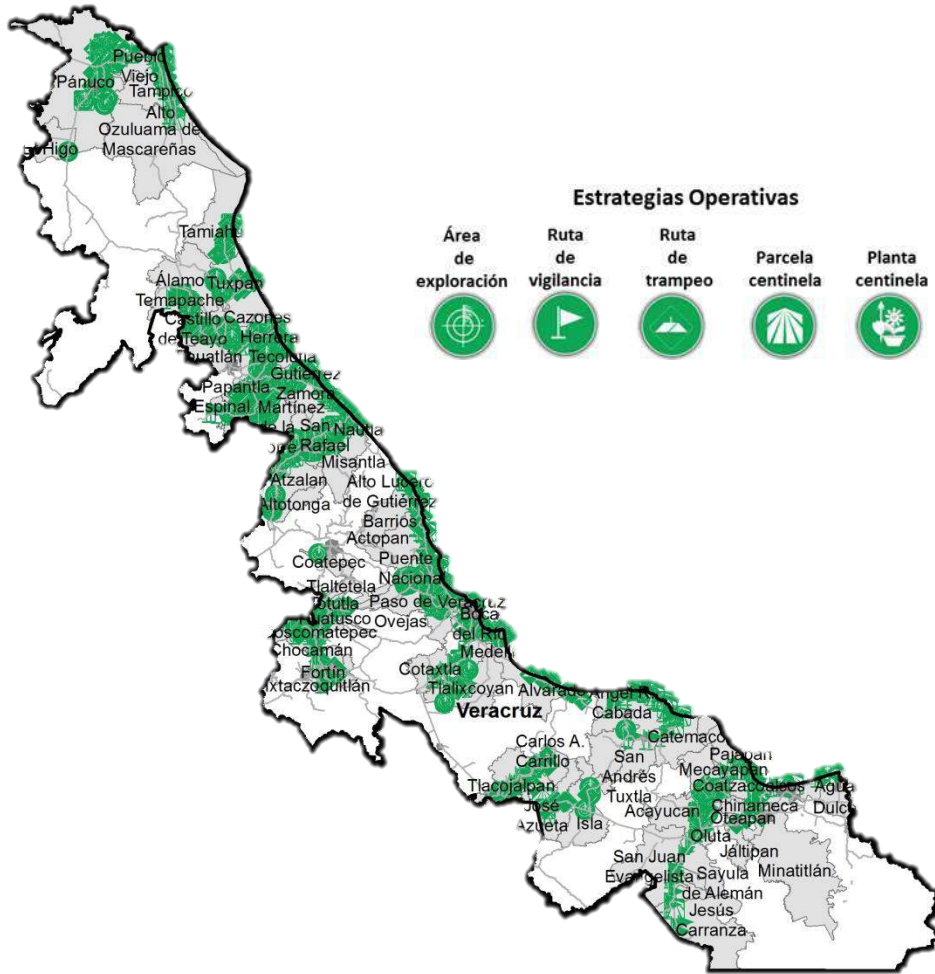 Pueblo
Viejo
Pánuco
Tampico
Alto
Ozuluama de
Mascareñas
Higo
Estrategias Operativas
Área
de
exploración
Ruta
de
vigilancia
Ruta
de
trampeo
Parcela
centinela
Planta
centinela
Tamiahu
Álamo
Tuxpan
Temapache
Castillo
de Teayo
Cazones
Herrera
Tecolutla
Gutiérrez
Zamora
Papantla
Espinal
Martínez
de la
San
Rafael
Nautla
Misantla
Atzalan
Altotonga
Alto Lucero
de Gutiérrez
Barrios
Actopan
Coatepec
Puente
Nacional
Tlaltetela
Totutla
Paso de
Ovejas
Veracruz
Boca
del Río
Huatusco
Coscomatepec
Chocamán
Fortín
Ixtaczoquitlán
Medellín
Cotaxtla
Tlalixcoyan
Alvarado
Veracruz
Ángel R.
Cabada
Catemaco
Carlos A.
Carrillo
San
Andrés
Tuxtla
Tlacojalpan
José
Azueta
Isla
Pajapan
Mecayapan
Coatzacoalcos
Agua
Dulce
Chinameca
Oteapan
Acayucan
Oluta
Jáltipan
Minatitlán
San Juan
Evangelista
Sayula
de Alemán
Jesús
Carranza